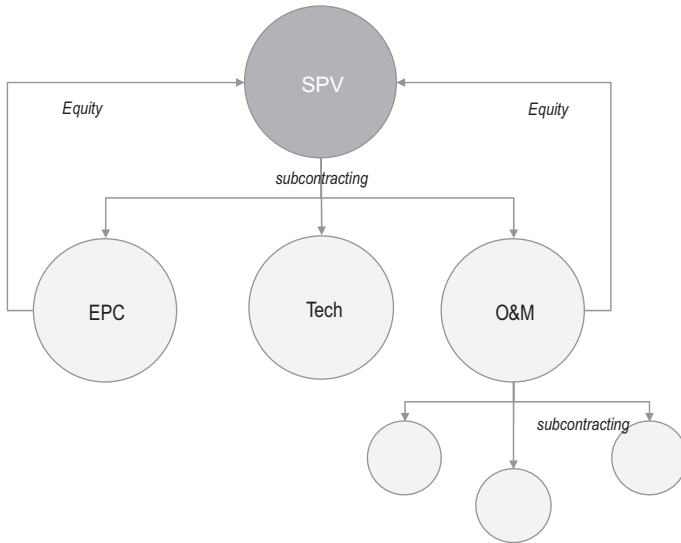 SPV
Equity
Equity
subcontracting
EPC
Tech
O&M
subcontracting